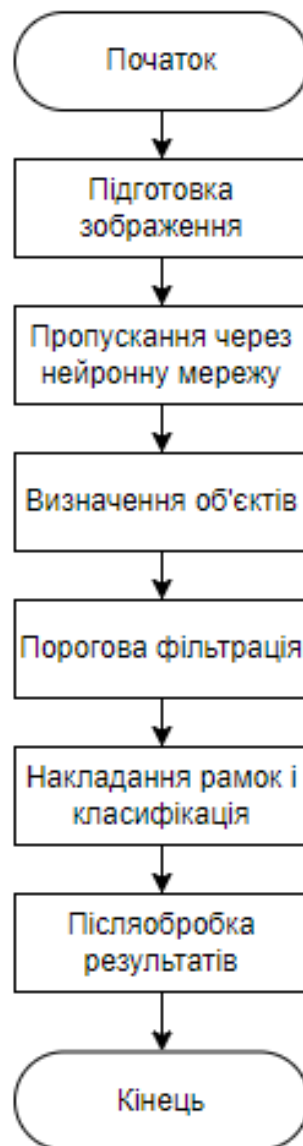 Початок
Підготовка
зображення
Пропускання через
нейронну мережу
Визначення об'єктів
Порогова фільтрація
Накладання рамок і
класифікація
Післяобробка
результатів
Кінець